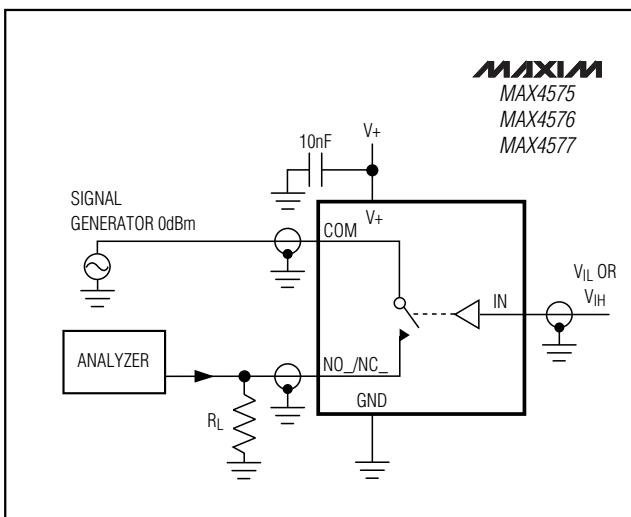 MAXIM
MAX4575
MAX4576
MAX4577
10nF
V+
SIGNAL
GENERATOR 0dBm
V+
COM
VIL OR
VIH
IN
ANALYZER
NO_/NC_
RL
GND